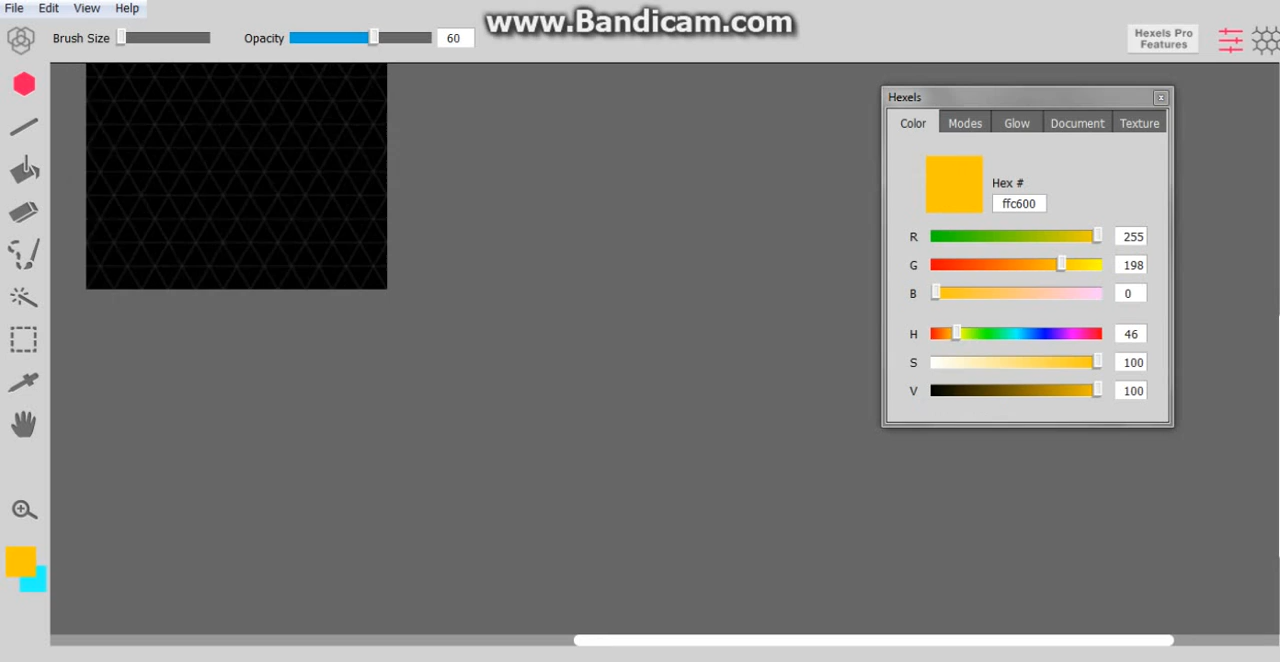 File Edit View Help
www.Bandicam.com
Brush Size Opacity 60
Hexels Pro
Features
Hexels
Color Modes Glow Document Texture
Hex #
ffc600
R 255
G 198
B 0
H 46
S 100
V 100